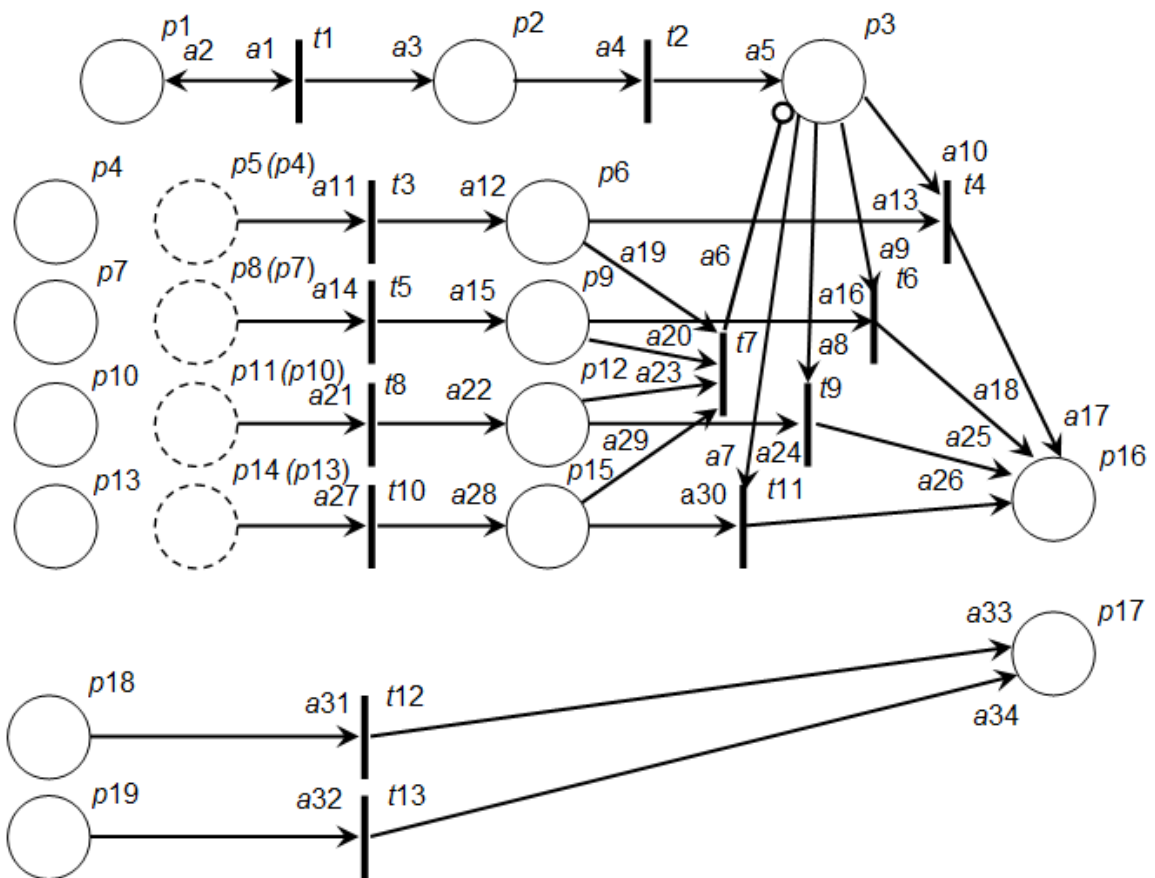 p1 a2 a1 t1 a3 p2 a4 t2 a5 p3
a10
p4 p5 (p4) a11 t3 a12 p6 a13 t4
a19 a6 a9
p7 p8 (p7) a14 t5 a15 p9 a16 t6
a20 t7 a8
p10 p11 (p10) a21 t8 a22 p12 a23 t9 a18 a17
a29 a7 a24 a25
p13 p14 (p13) a27 t10 a28 p15 a30 t11 a26 p16
a33 p17
p18 a31 t12
a34
p19 a32 t13